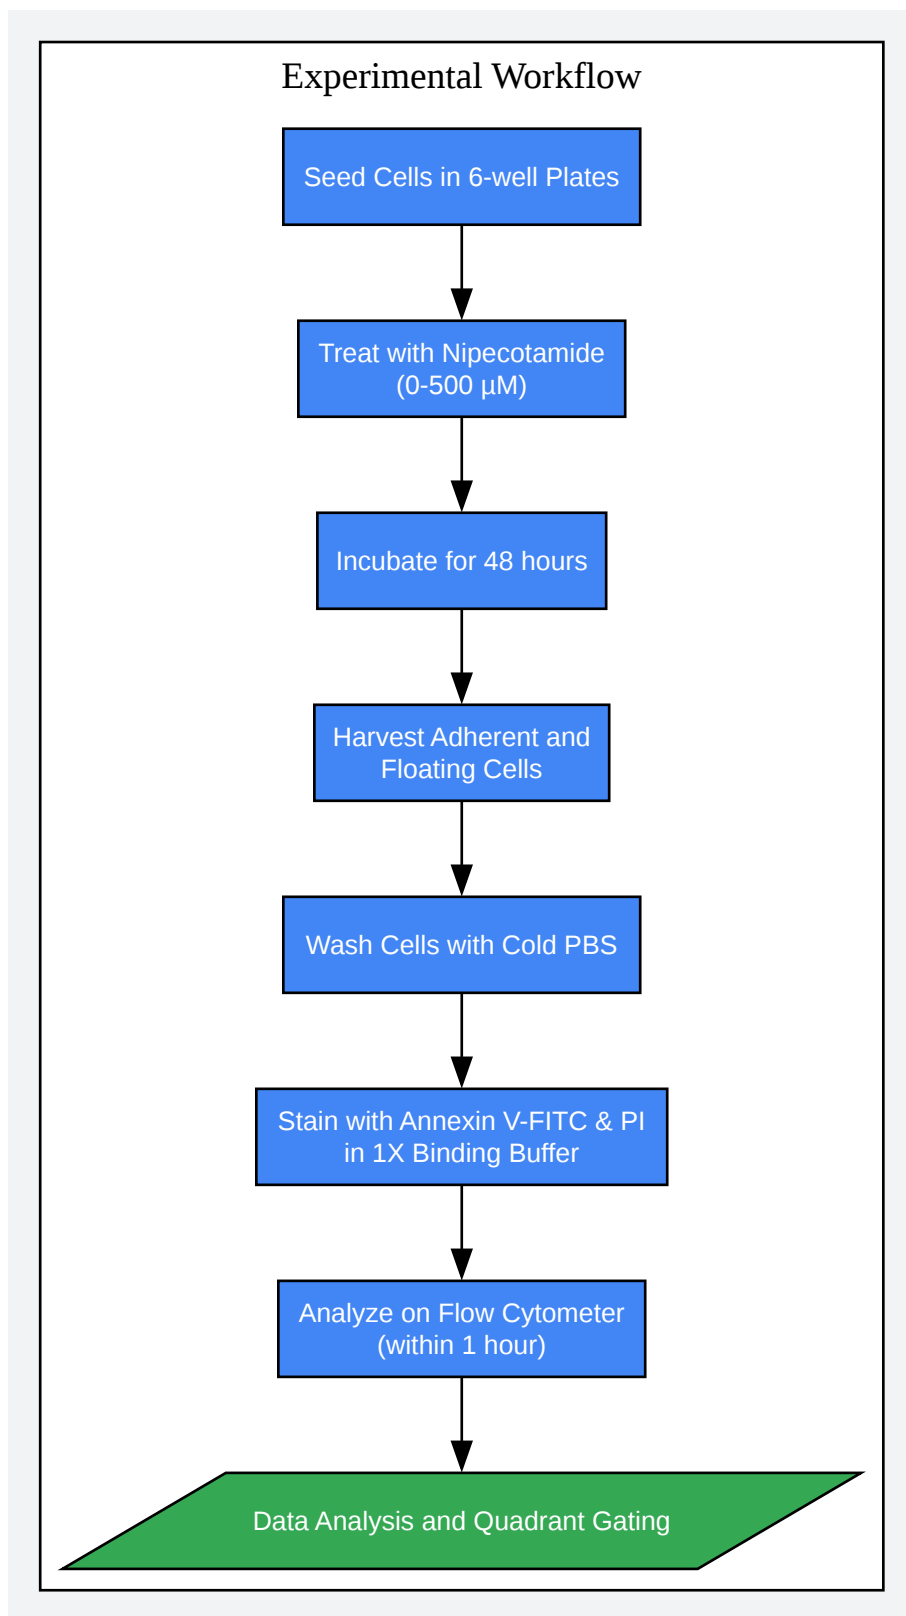 Experimental Workflow
Seed Cells in 6-well Plates
Treat with Nipecotamide
(0-500 µM)
Incubate for 48 hours
Harvest Adherent and
Floating Cells
Wash Cells with Cold PBS
Stain with Annexin V-FITC & PI
in 1X Binding Buffer
Analyze on Flow Cytometer
(within 1 hour)
Data Analysis and Quadrant Gating